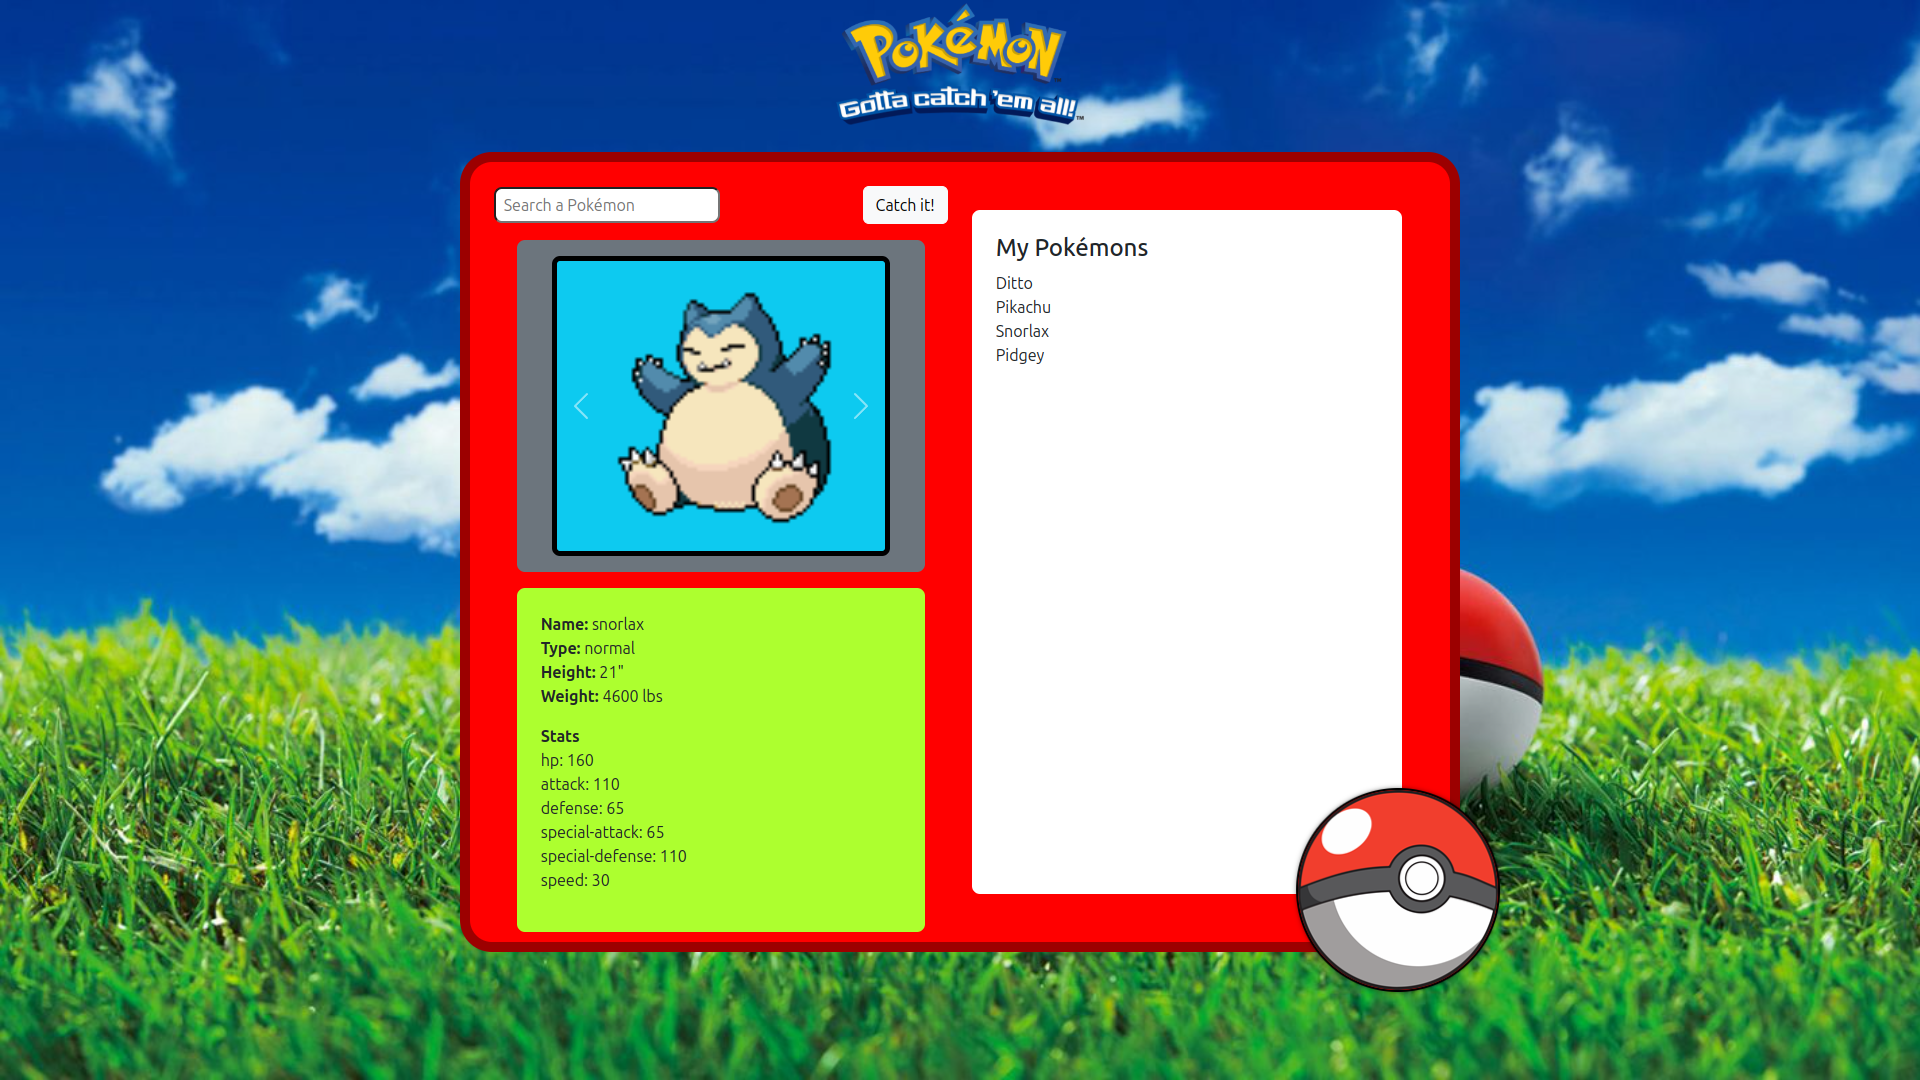 POKéMON
Gotta catch 'em all!™
Search a Pokémon
Catch it!
My Pokémons
Ditto
Pikachu
Snorlax
Pidgey
Name: snorlax
Type: normal
Height: 21"
Weight: 4600 lbs
Stats
hp: 160
attack: 110
defense: 65
special-attack: 65
special-defense: 110
speed: 30